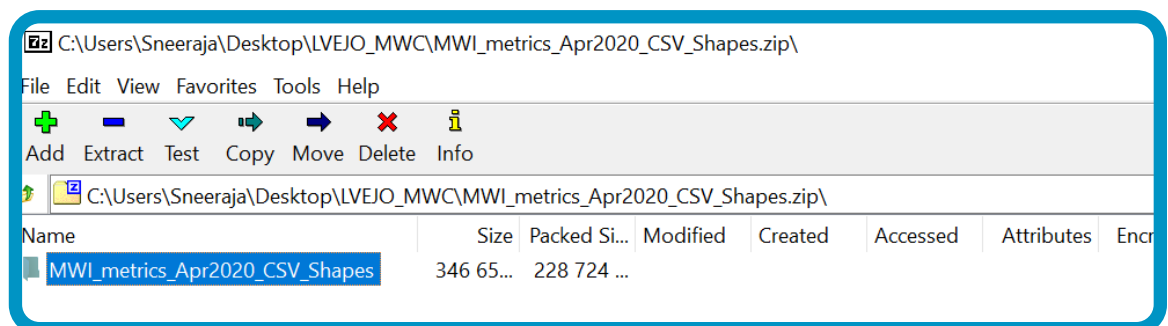 7z C:\Users\Sneeraja\Desktop\LVEJO_MWC\MWI_metrics_Apr2020_CSV_Shapes.zip\
File Edit View Favorites Tools Help
Add Extract Test Copy Move Delete Info
C:\Users\Sneeraja\Desktop\LVEJO_MWC\MWI_metrics_Apr2020_CSV_Shapes.zip\
Name Size Packed Si... Modified Created Accessed Attributes Encr
MWI_metrics_Apr2020_CSV_Shapes 346 65... 228 724 ...